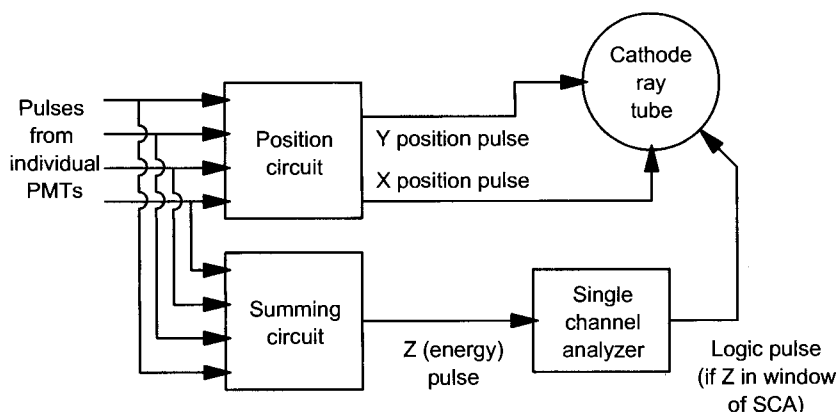 Pulses
from
individual
PMTs
Position
circuit
Y position pulse
X position pulse
Cathode
ray
tube
Summing
circuit
Z (energy)
pulse
Single
channel
analyzer
Logic pulse
(if Z in window
of SCA)